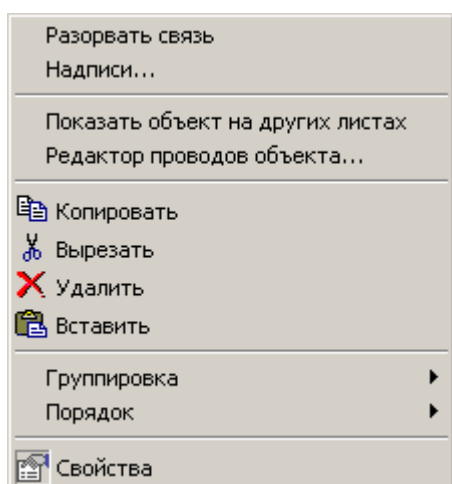 Разорвать связь
Надписи...
Показать объект на других листах
Редактор проводов объекта...
Копировать
Вырезать
Удалить
Вставить
Группировка
Порядок
Свойства